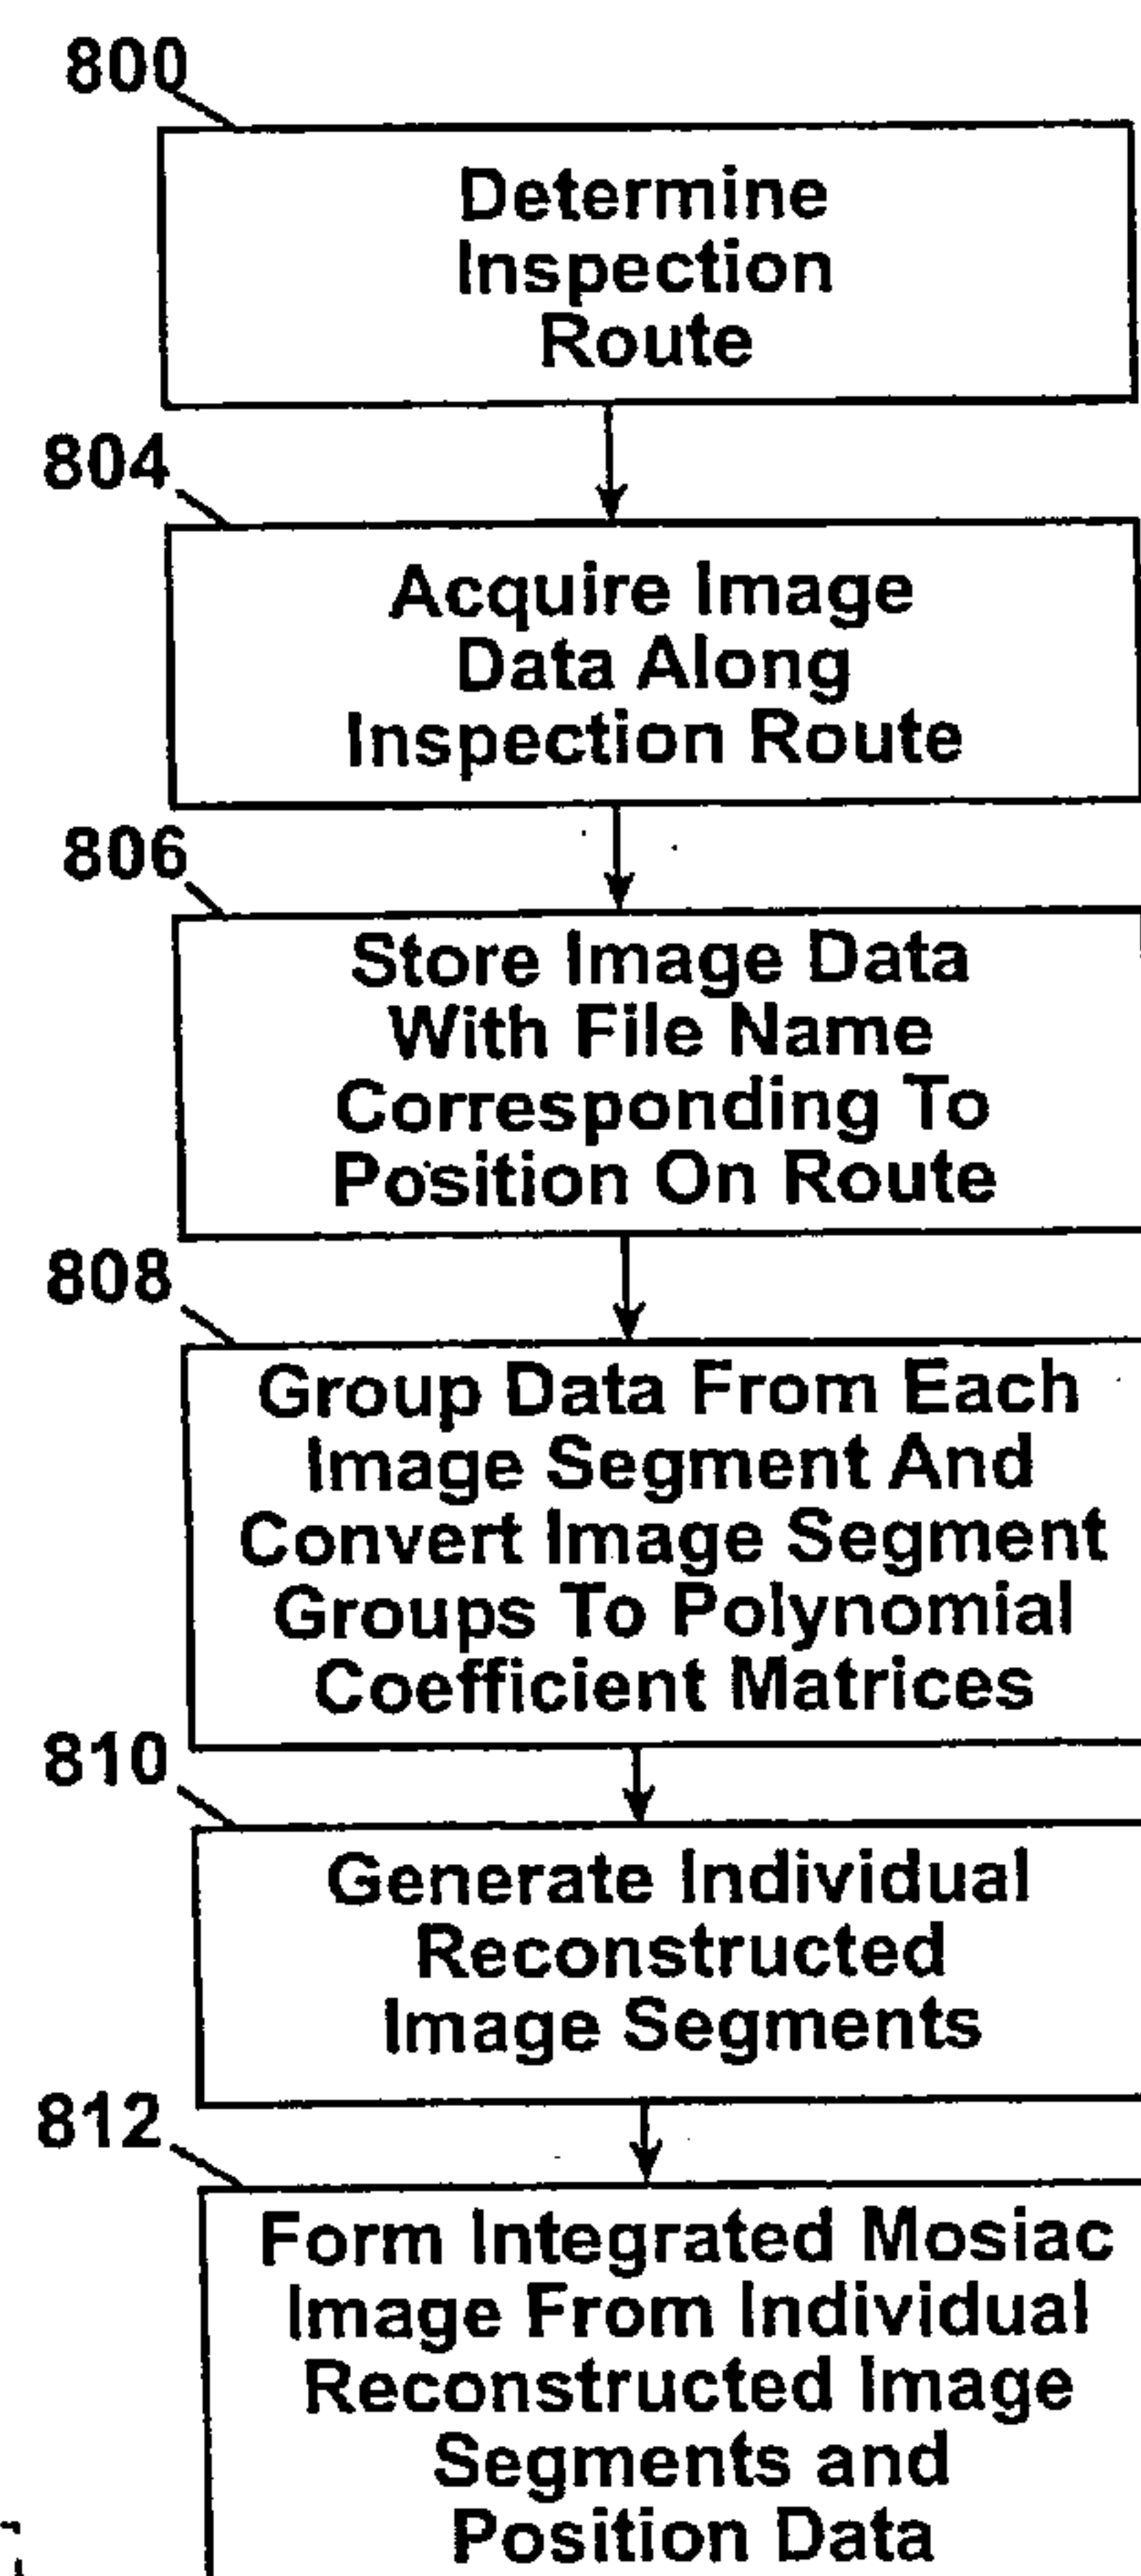 800
Determine
Inspection
Route
804
Acquire Image
Data Along
Inspection Route
806
Store Image Data
With File Name
Corresponding To
Position On Route
808
Group Data From Each
Image Segment And
Convert Image Segment
Groups To Polynomial
Coefficient Matrices
810
Generate Individual
Reconstructed
Image Segments
812
Form Integrated Mosiac
Image From Individual
Reconstructed Image
Segments and
Position Data